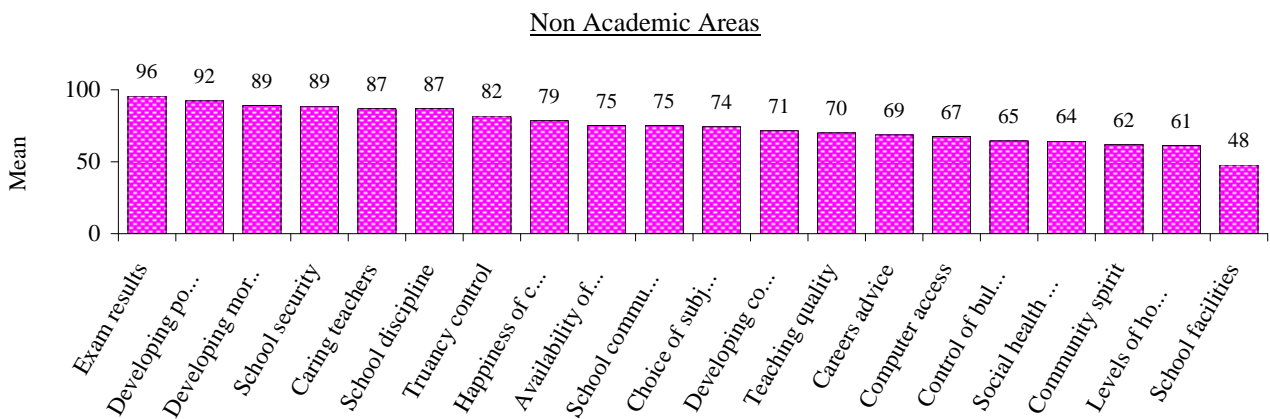 Non Academic Areas
96 92 89 89 87 87 82 79 75 75 74 71 70 69 67 65 64 62 61 48
100
50
0
Mean
Exam results
Developing po...
Developing mor..
School security
Caring teachers
School discipline
Truancy control
Happiness of c...
Availability of...
School commu...
Choice of subj...
Developing co...
Teaching quality
Careers advice
Computer access
Control of bul...
Social health ...
Community spirit
Levels of ho...
School facilities